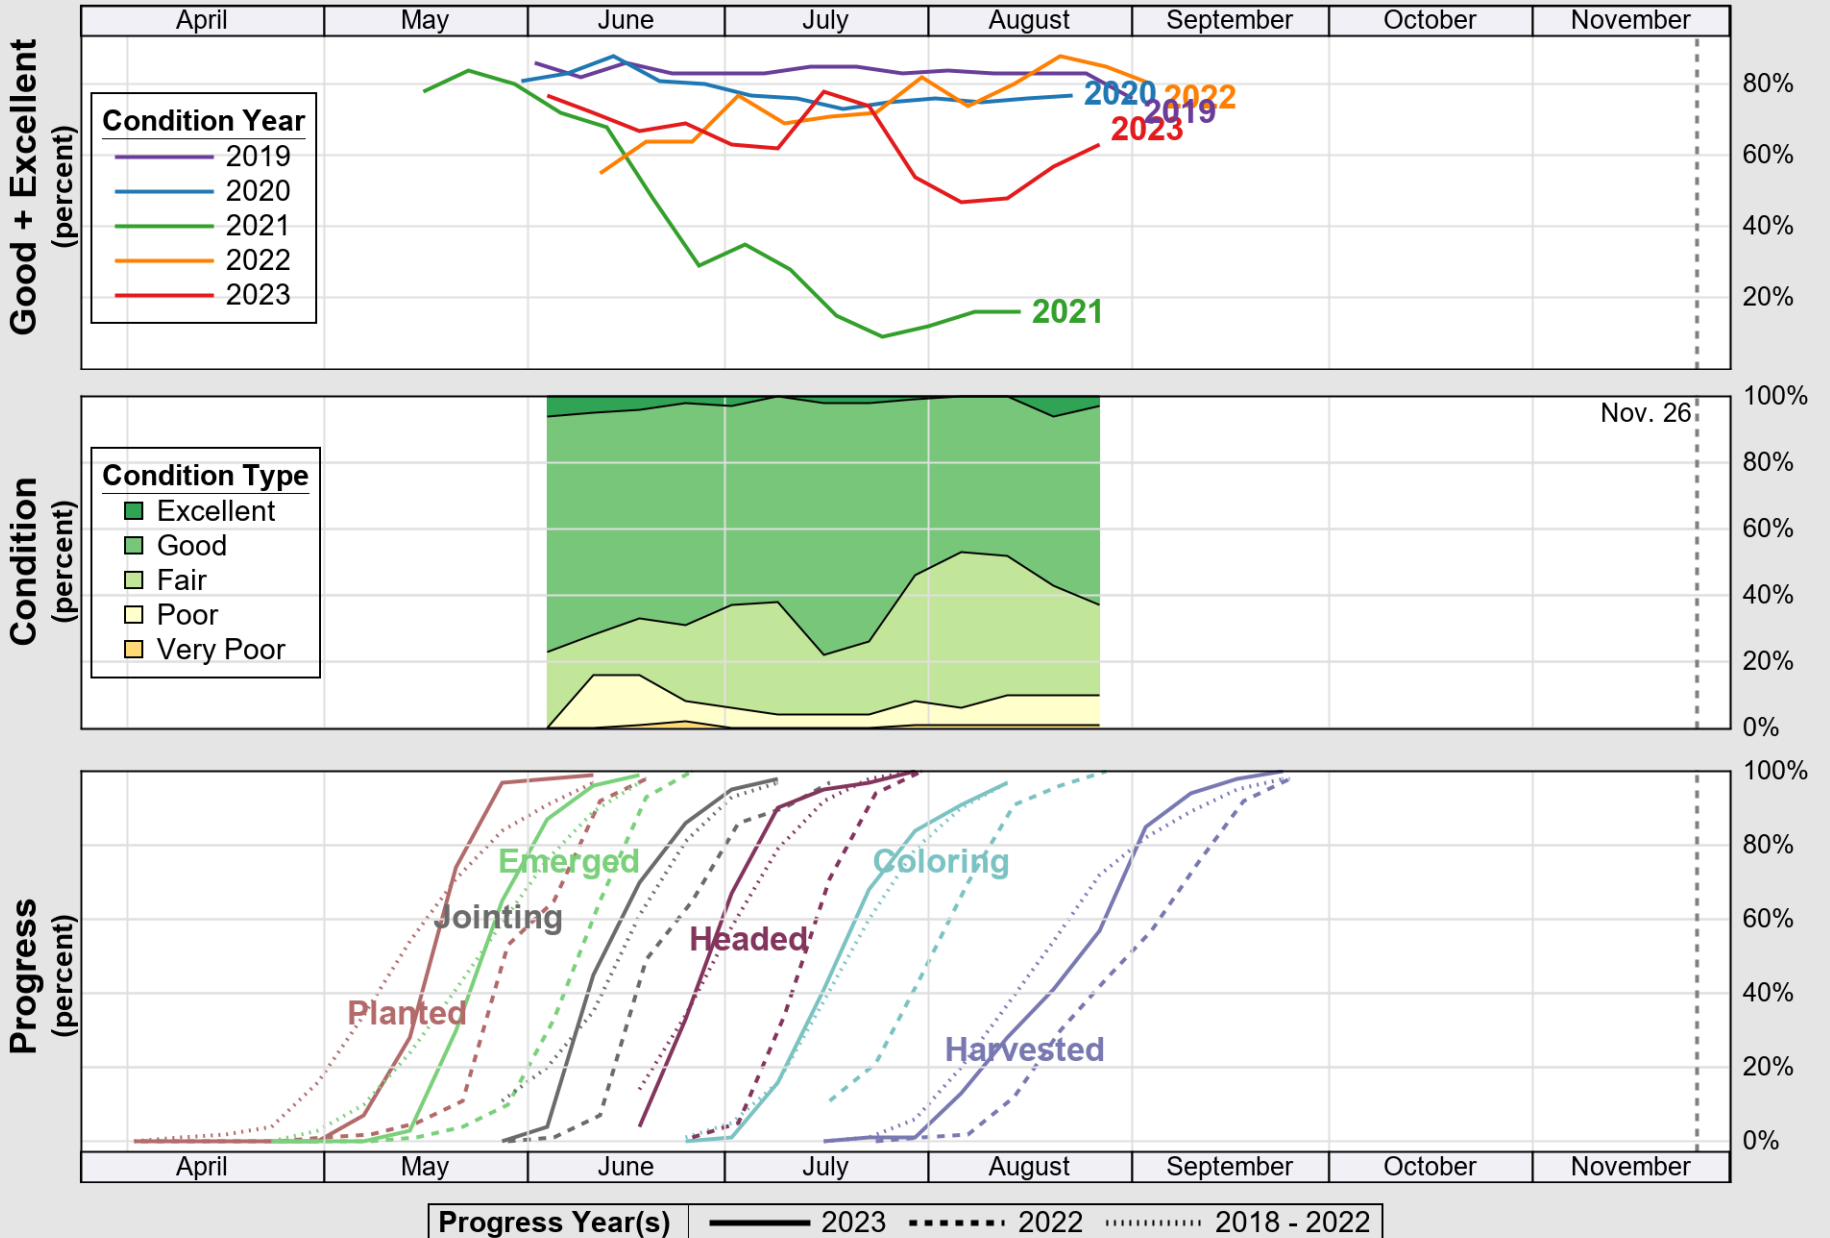 April May June July August September October November
Good + Excellent
(percent)
80%
60%
40%
20%
Condition Year
2019
2020
2021
2022
2023
2020
2022
2019
2023
2021
Condition
(percent)
100%
80%
60%
40%
20%
0%
Nov. 26
Condition Type
Excellent
Good
Fair
Poor
Very Poor
Progress
(percent)
100%
80%
60%
40%
20%
0%
Emerged
Coloring
Jointing
Headed
Planted
Harvested
April May June July August September October November
Progress Year(s) 2023 2022 2018 - 2022